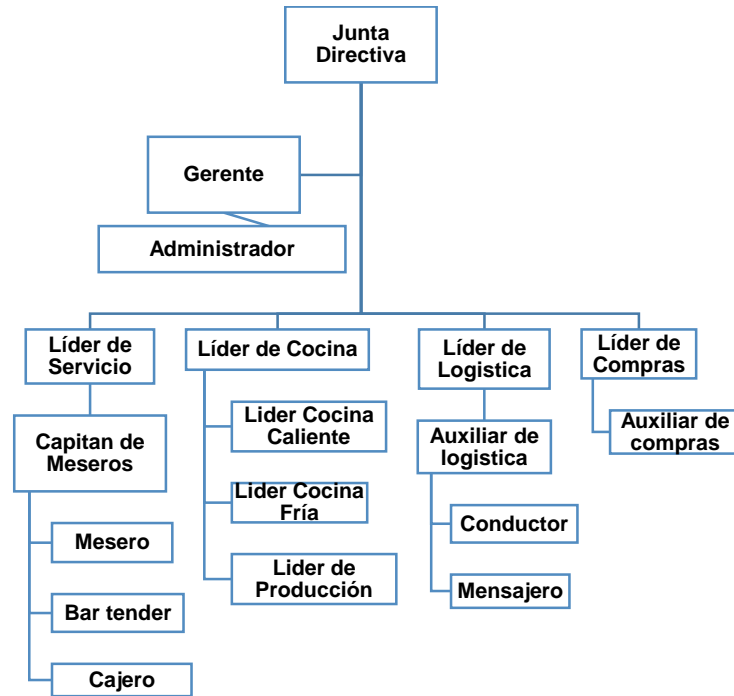 Junta
Directiva
Gerente
Administrador
Líder de
Servicio
Líder de Cocina
Líder de
Logistica
Líder de
Compras
Capitan de
Meseros
Lider Cocina
Caliente
Auxiliar de
logistica
Auxiliar de
compras
Lider Cocina
Fría
Conductor
Mesero
Lider de
Producción
Mensajero
Bar tender
Cajero